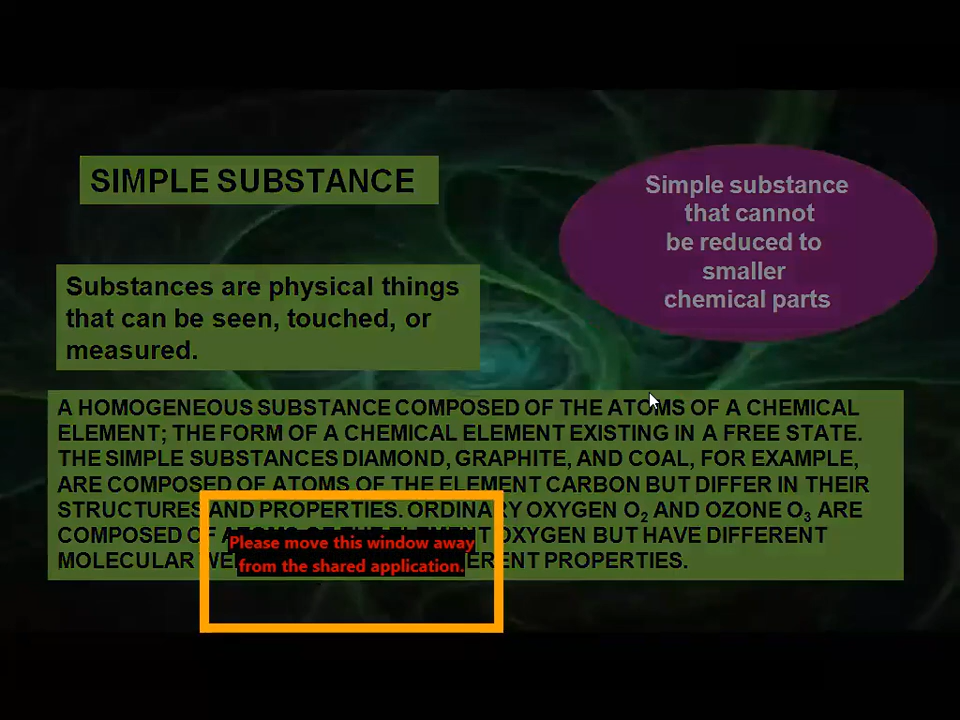 SIMPLE SUBSTANCE
Simple substance
that cannot
be reduced to
smaller
chemical parts
Substances are physical things
that can be seen, touched, or
measured.
A HOMOGENEOUS SUBSTANCE COMPOSED OF THE ATOMS OF A CHEMICAL
ELEMENT; THE FORM OF A CHEMICAL ELEMENT EXISTING IN A FREE STATE.
THE SIMPLE SUBSTANCES DIAMOND, GRAPHITE, AND COAL, FOR EXAMPLE,
ARE COMPOSED OF ATOMS OF THE ELEMENT CARBON BUT DIFFER IN THEIR
STRUCTURES AND PROPERTIES. ORDINARY OXYGEN O2 AND OZONE O3 ARE
COMPOSED OF ATOMS OF THE ELEMENT OXYGEN BUT HAVE DIFFERENT
MOLECULAR PROPERTIES.
Please move this window away
from the shared application.